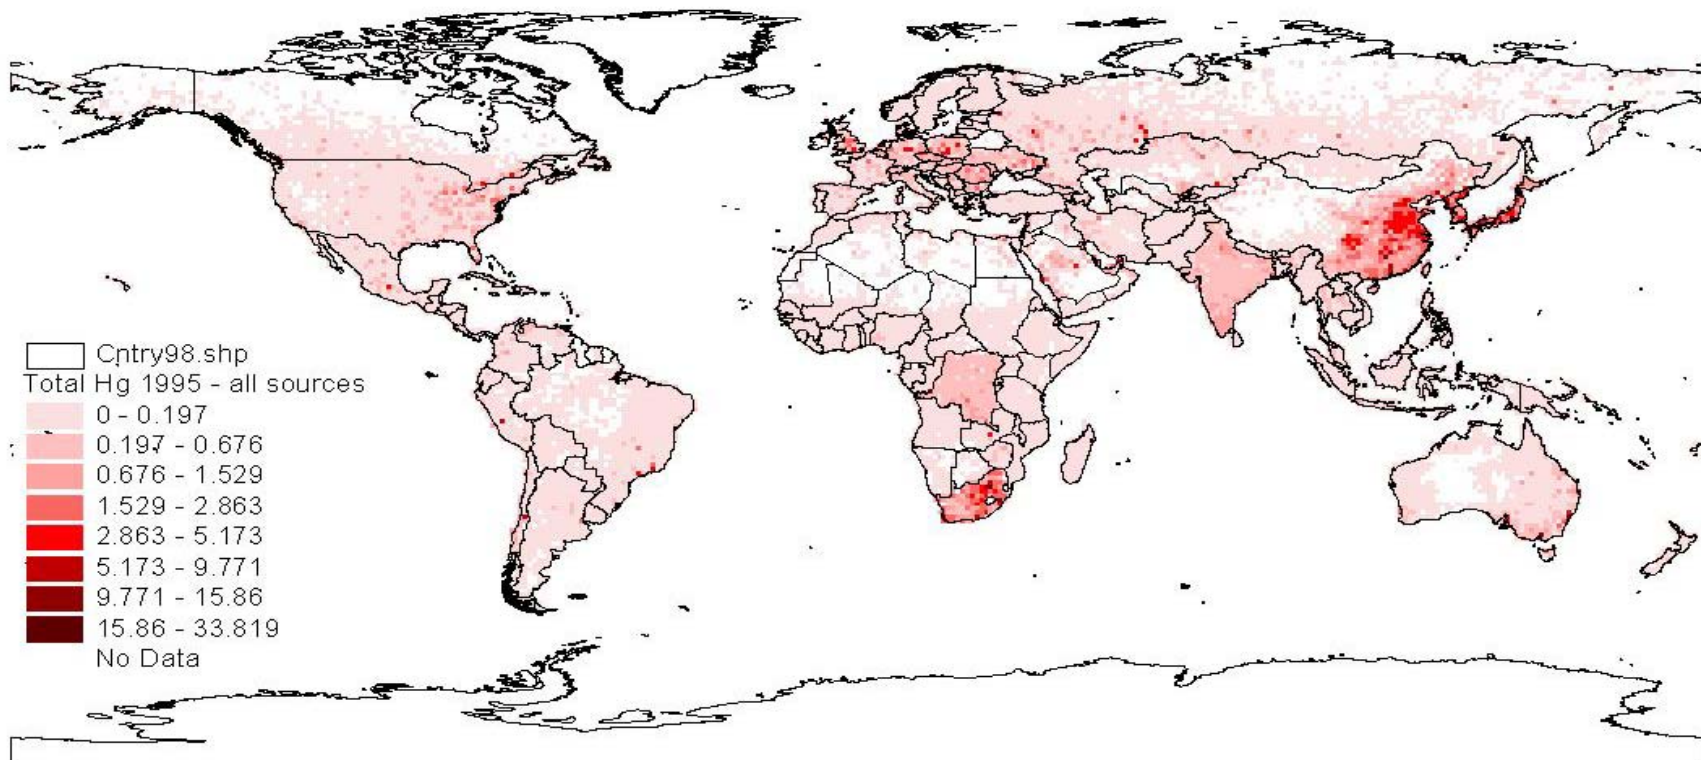 Cntry98.shp
Total Hg 1995 - all sources
0 - 0.197
0.197 - 0.676
0.676 - 1.529
1.529 - 2.863
2.863 - 5.173
5.173 - 9.771
9.771 - 15.86
15.86 - 33.819
No Data